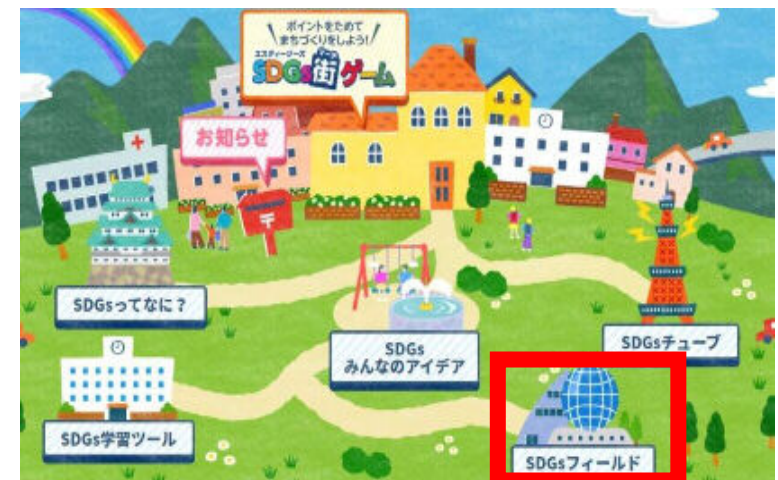 ポイントをためて
まちづくりをしよう！
エスディージーズ
SDGs街ゲーム
お知らせ
SDGsってなに？
SDGs
みんなのアイデア
SDGsチューブ
SDGs学習ツール
SDGsフィールド